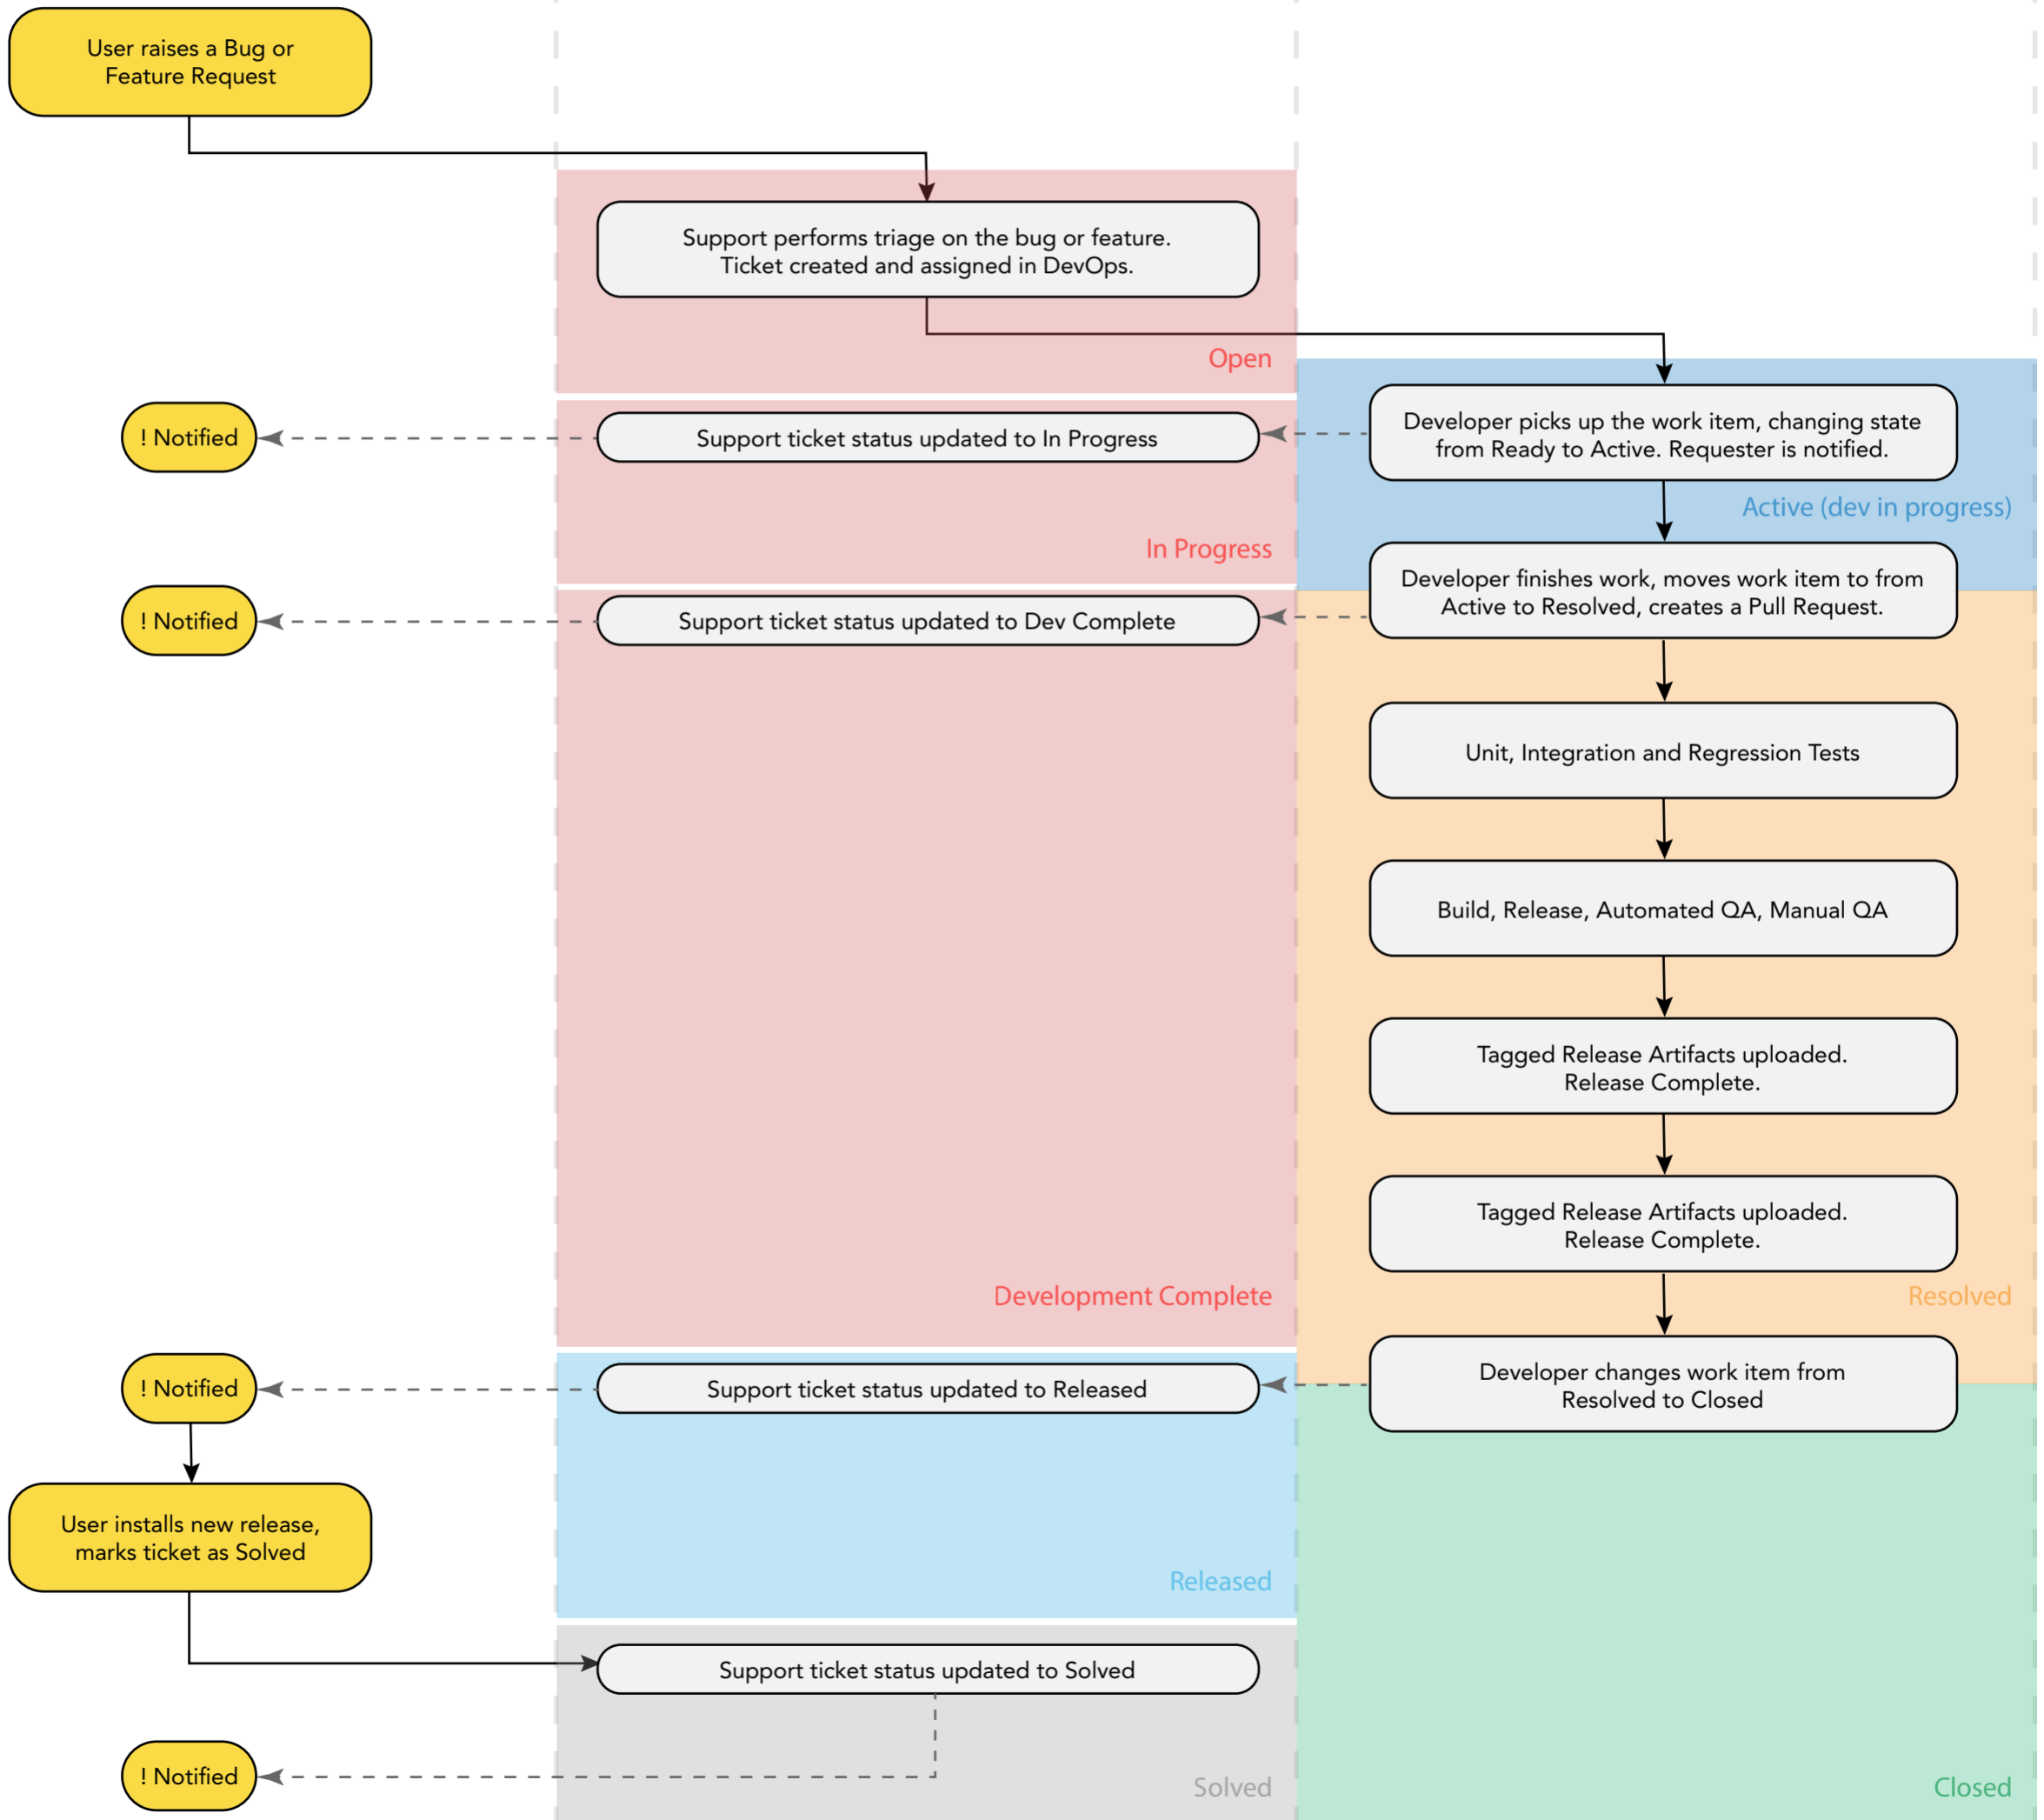 User raises a Bug or
Feature Request
Support performs triage on the bug or feature.
Ticket created and assigned in DevOps.
Open
Developer picks up the work item, changing state
from Ready to Active. Requester is notified.
Support ticket status updated to In Progress
! Notified
Active (dev in progress)
In Progress
Developer finishes work, moves work item to from
Active to Resolved, creates a Pull Request.
Support ticket status updated to Dev Complete
! Notified
Unit, Integration and Regression Tests
Build, Release, Automated QA, Manual QA
Tagged Release Artifacts uploaded.
Release Complete.
Tagged Release Artifacts uploaded.
Release Complete.
Development Complete
Resolved
Developer changes work item from
Resolved to Closed
Support ticket status updated to Released
! Notified
User installs new release,
marks ticket as Solved
Released
Support ticket status updated to Solved
! Notified
Solved
Closed